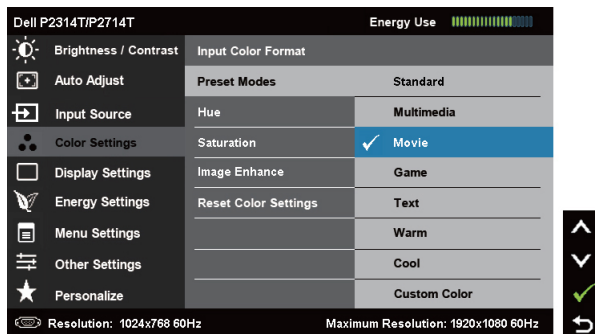 Dell P2314T/P2714T Energy Use
Brightness / Contrast Input Color Format
Auto Adjust Preset Modes Standard
Input Source Hue Multimedia
Color Settings Saturation Movie
Display Settings Image Enhance Game
Energy Settings Reset Color Settings Text
Menu Settings Warm
Other Settings Cool
Personalize Custom Color
Resolution: 1024x768 60Hz Maximum Resolution: 1920x1080 60Hz